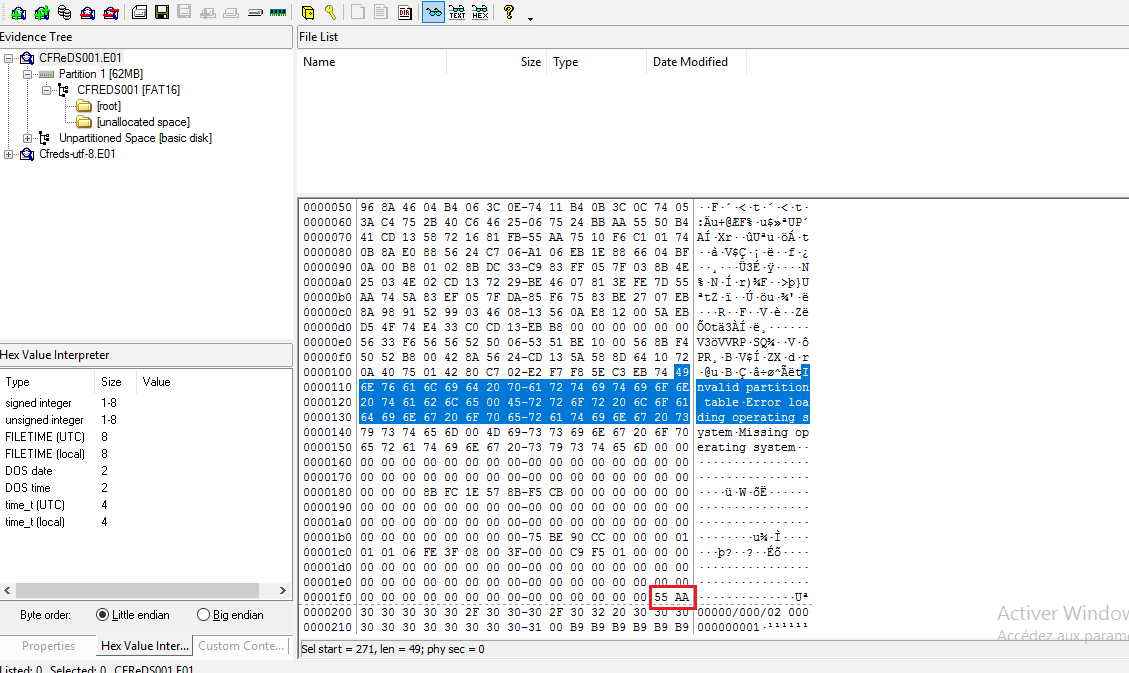 Evidence Tree
CFReDS001.E01
Partition 1 [62MB]
CFREDS001 [FAT16]
[root]
[unallocated space]
Unpartitioned Space [basic disk]
Cfreds-utf-8.E01
File List
Name Size Type Date Modified
0000050 96 8A 46 04 B4 06 3C 0E-74 11 B4 0B 3C 0C 74 05 ··F·´·<·t·´·<·t·
0000060 3A C4 75 2B 40 C6 46 25-06 75 24 BB AA 55 50 B4 :Äu+@ÆF%·u$»ªUP´
0000070 41 CD 13 58 72 16 81 FB-55 AA 75 10 F6 C1 01 74 AÍ·Xr··ûUªu·öÁ·t
0000080 0B 8A E0 88 56 24 C7 06-A1 06 EB 1E 88 66 04 BF ··à·V$Ç·¡·ë··f·¿
0000090 0A 00 B8 01 02 8B DC 33-C9 83 FF 05 7F 03 8B 4E ··¸···Ü3É·ÿ····N
00000a0 25 03 4E 02 CD 13 72 29-BE 46 07 81 3E FE 7D 55 %·N·Í·r)¾F··>þ}U
00000b0 AA 74 5A 83 EF 05 7F DA-85 F6 75 83 BE 27 07 EB ªtZ·ï··Ú·öu·¾'·ë
00000c0 8A 98 91 52 99 03 46 08-13 56 0A E8 12 00 5A EB ···R··F··V·è··Zë
00000d0 D5 4F 74 E4 33 C0 CD 13-EB B8 00 00 00 00 00 00 ÕOtä3ÀÍ·ë¸······
00000e0 56 33 F6 56 56 52 50 06-53 51 BE 10 00 56 8B F4 V3öVVRP·SQ¾··V·ô
00000f0 50 52 B8 00 42 8A 56 24-CD 13 5A 58 8D 64 10 72 PR¸·B·V$Í·ZX·d·r
0000100 0A 40 75 01 42 80 C7 02-E2 F7 F8 5E C3 EB 74 49 ·@u·B·Ç·â÷ø^ÃëtI
0000110 6E 76 61 6C 69 64 20 70-61 72 74 69 74 69 6F 6E nvalid partition
0000120 20 74 61 62 6C 65 00 45-72 72 6F 72 20 6C 6F 61 table·Error loa
0000130 64 69 6E 67 20 6F 70 65-72 61 74 69 6E 67 20 73 ding operating s
0000140 79 73 74 65 6D 00 4D 69-73 73 69 6E 67 20 6F 70 ystem·Missing op
0000150 65 72 61 74 69 6E 67 20-73 79 73 74 65 6D 00 00 erating system··
0000160 00 00 00 00 00 00 00 00-00 00 00 00 00 00 00 00 ················
0000170 00 00 00 00 00 00 00 00-00 00 00 00 00 00 00 00 ················
0000180 00 00 00 8B FC 1E 57 8B-F5 CB 00 00 00 00 00 00 ····ü·W·õË······
0000190 00 00 00 00 00 00 00 00-00 00 00 00 00 00 00 00 ················
00001a0 00 00 00 00 00 00 00 00-00 00 00 00 00 00 00 00 ················
00001b0 00 00 00 00 00 00 00 00-75 BE 90 CC 00 00 00 01 ········u¾·Ì····
00001c0 01 01 06 FE 3F 08 00 3F-00 00 C9 F5 01 00 00 00 ···þ?··?··Éõ····
00001d0 00 00 00 00 00 00 00 00-00 00 00 00 00 00 00 00 ················
00001e0 00 00 00 00 00 00 00 00-00 00 00 00 00 00 00 00 ················
00001f0 00 00 00 00 00 00 00 00-00 00 00 00 00 00 55 AA ··············Uª
0000200 30 30 30 30 30 2F 30 30-30 2F 30 32 20 30 30 30 00000/000/02 000
0000210 30 30 30 30 30 30 30 30-31 00 B9 B9 B9 B9 B9 B9 000000001·¹¹¹¹¹¹
Hex Value Interpreter
Type Size Value
signed integer 1-8
unsigned integer 1-8
FILETIME (UTC) 8
FILETIME (local) 8
DOS date 2
DOS time 2
time_t (UTC) 4
time_t (local) 4
Byte order: Little endian Big endian
Properties Hex Value Inter... Custom Conte...
Sel start = 271, len = 49; phy sec = 0
Activer Window
Accédez aux param
Listed: 0 Selected: 0 CFReDS001.E01